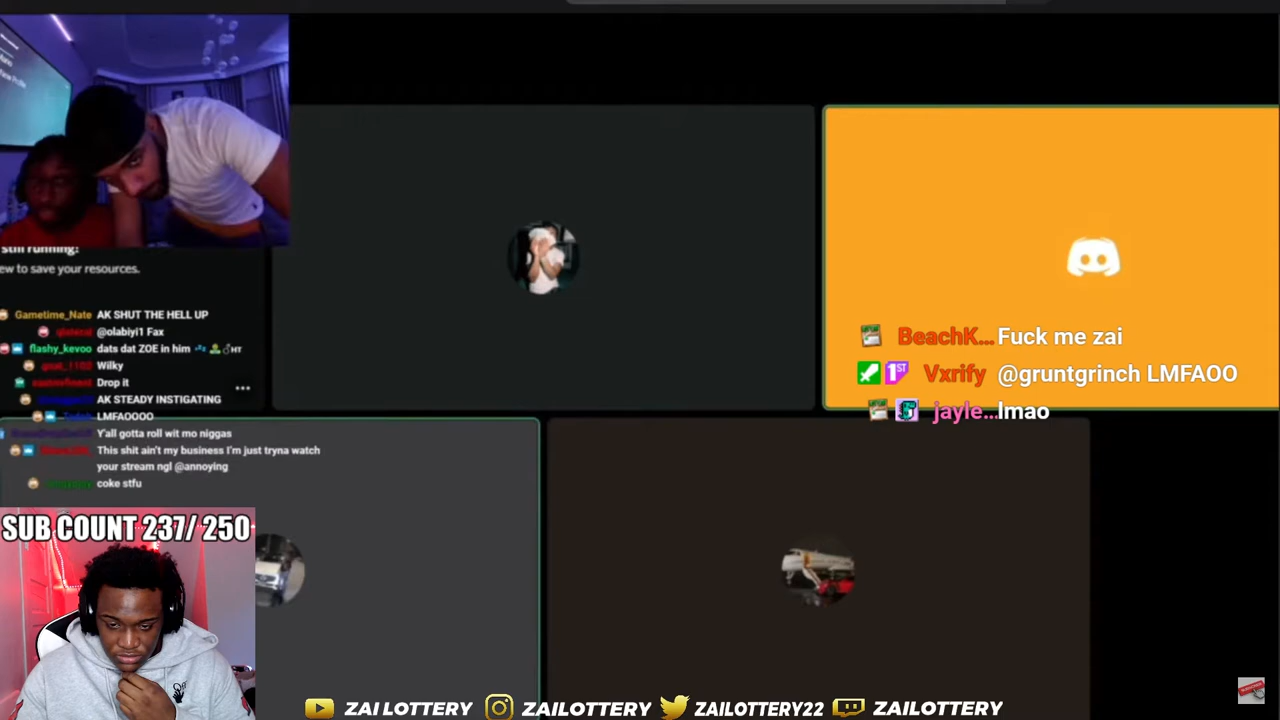 still running!
ew to save your resources.
Gametime_Nate AK SHUT THE HELL UP
@olabiyi1 Fax
flashy_kevoo dats dat ZOE in him
Wilky
Drop it
AK STEADY INSTIGATING
LMFAOOOO
Y'all gotta roll wit mo niggas
This shit ain't my business I'm just tryna watch
your stream ngl @annoying
coke stfu
BeachK... Fuck me zai
1ST Vxrify @gruntgrinch LMFAOO
jayle... lmao
SUB COUNT 237/ 250
ZAI LOTTERY ZAILOTTERY ZAILOTTERY22 ZAILOTTERY